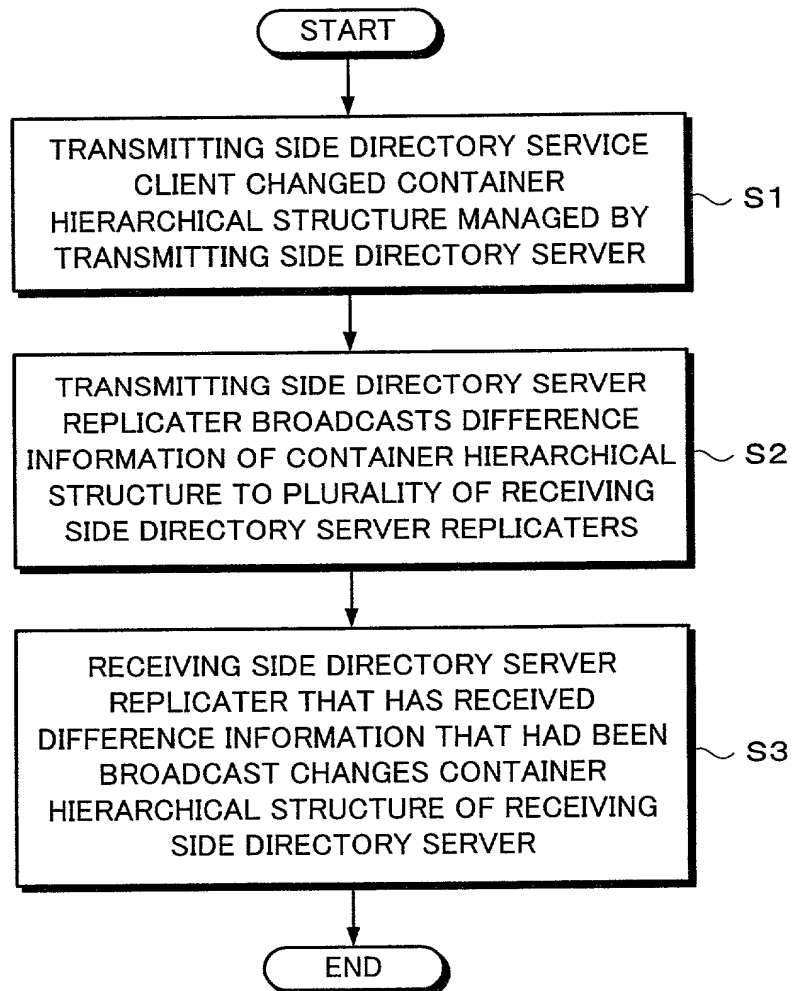 START
TRANSMITTING SIDE DIRECTORY SERVICE
CLIENT CHANGED CONTAINER
HIERARCHICAL STRUCTURE MANAGED BY
TRANSMITTING SIDE DIRECTORY SERVER
S1
TRANSMITTING SIDE DIRECTORY SERVER
REPLICATER BROADCASTS DIFFERENCE
INFORMATION OF CONTAINER HIERARCHICAL
STRUCTURE TO PLURALITY OF RECEIVING
SIDE DIRECTORY SERVER REPLICATERS
S2
RECEIVING SIDE DIRECTORY SERVER
REPLICATER THAT HAS RECEIVED
DIFFERENCE INFORMATION THAT HAD BEEN
BROADCAST CHANGES CONTAINER
HIERARCHICAL STRUCTURE OF RECEIVING
SIDE DIRECTORY SERVER
S3
END